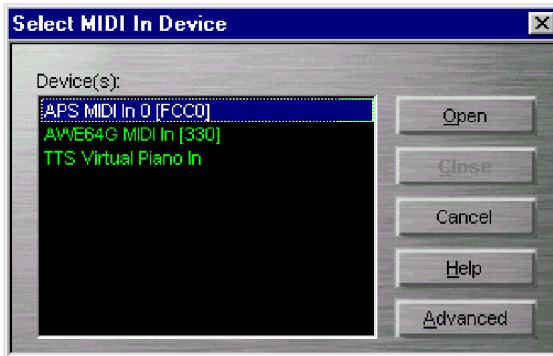 Select MIDI In Device
Device(s):
APS MIDI In 0 [FCC0]
AWE64G MIDI In [330]
TTS Virtual Piano In
Open
Close
Cancel
Help
Advanced